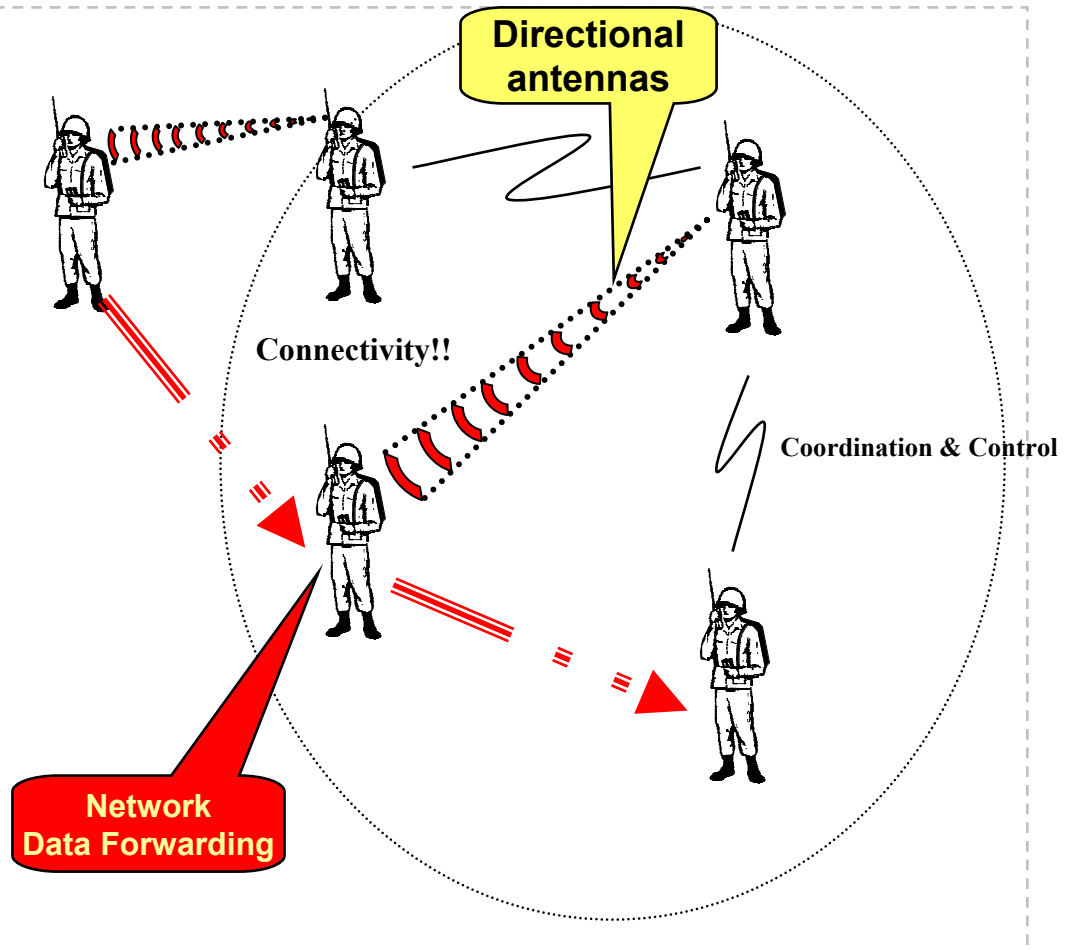 Directional
antennas
Connectivity!!
Coordination & Control
Network
Data Forwarding